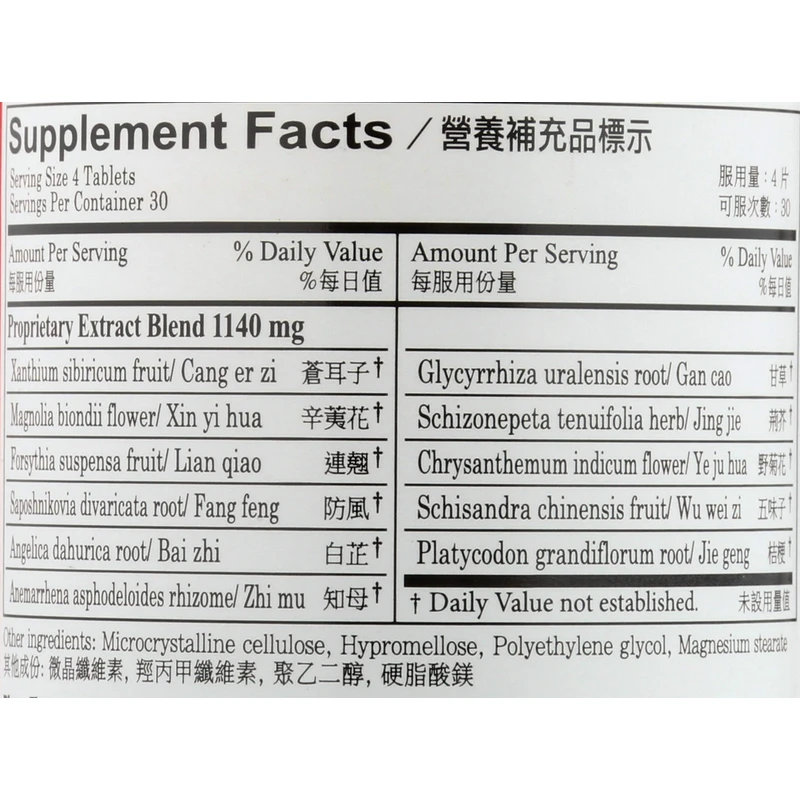 Supplement Facts / 營養補充品標示
Serving Size 4 Tablets 服用量：4 片
Servings Per Container 30 可服次數：30
Amount Per Serving % Daily Value
每服用份量 %每日值
Proprietary Extract Blend 1140 mg
Xanthium sibiricum fruit/ Cang er zi 蒼耳子†
Magnolia biondii flower/ Xin yi hua 辛荑花†
Forsythia suspensa fruit/ Lian qiao 連翹†
Saposhnikovia divaricata root/ Fang feng 防風†
Angelica dahurica root/ Bai zhi 白芷†
Anemarrhena asphodeloides rhizome/ Zhi mu 知母†
Amount Per Serving % Daily Value
每服用份量 %每日值
Glycyrrhiza uralensis root/ Gan cao 甘草†
Schizonepeta tenuifolia herb/ Jing jie 荊芥†
Chrysanthemum indicum flower/ Ye ju hua 野菊花†
Schisandra chinensis fruit/ Wu wei zi 五味子†
Platycodon grandiflorum root/ Jie geng 桔梗†
† Daily Value not established. 未設用量值
Other ingredients: Microcrystalline cellulose, Hypromellose, Polyethylene glycol, Magnesium stearate
其他成份: 微晶纖維素, 羥丙甲纖維素, 聚乙二醇, 硬脂酸鎂